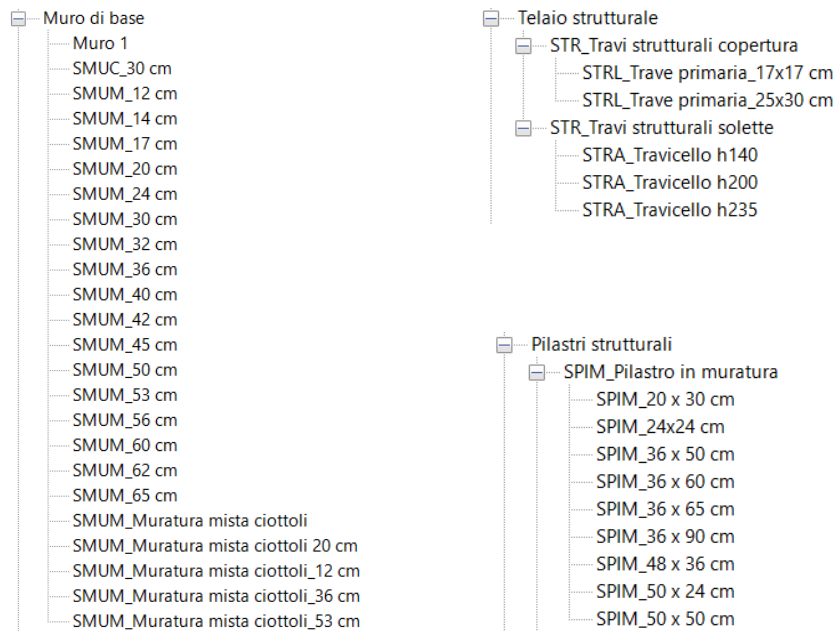 Muro di base
Muro 1
SMUC_30 cm
SMUM_12 cm
SMUM_14 cm
SMUM_17 cm
SMUM_20 cm
SMUM_24 cm
SMUM_30 cm
SMUM_32 cm
SMUM_36 cm
SMUM_40 cm
SMUM_42 cm
SMUM_45 cm
SMUM_50 cm
SMUM_53 cm
SMUM_56 cm
SMUM_60 cm
SMUM_62 cm
SMUM_65 cm
SMUM_Muratura mista ciottoli
SMUM_Muratura mista ciottoli 20 cm
SMUM_Muratura mista ciottoli_12 cm
SMUM_Muratura mista ciottoli_36 cm
SMUM_Muratura mista ciottoli_53 cm
Telaio strutturale
STR_Travi strutturali copertura
STRL_Trave primaria_17x17 cm
STRL_Trave primaria_25x30 cm
STR_Travi strutturali solette
STRA_Travicello h140
STRA_Travicello h200
STRA_Travicello h235
Pilastri strutturali
SPIM_Pilastro in muratura
SPIM_20 x 30 cm
SPIM_24x24 cm
SPIM_36 x 50 cm
SPIM_36 x 60 cm
SPIM_36 x 65 cm
SPIM_36 x 90 cm
SPIM_48 x 36 cm
SPIM_50 x 24 cm
SPIM_50 x 50 cm